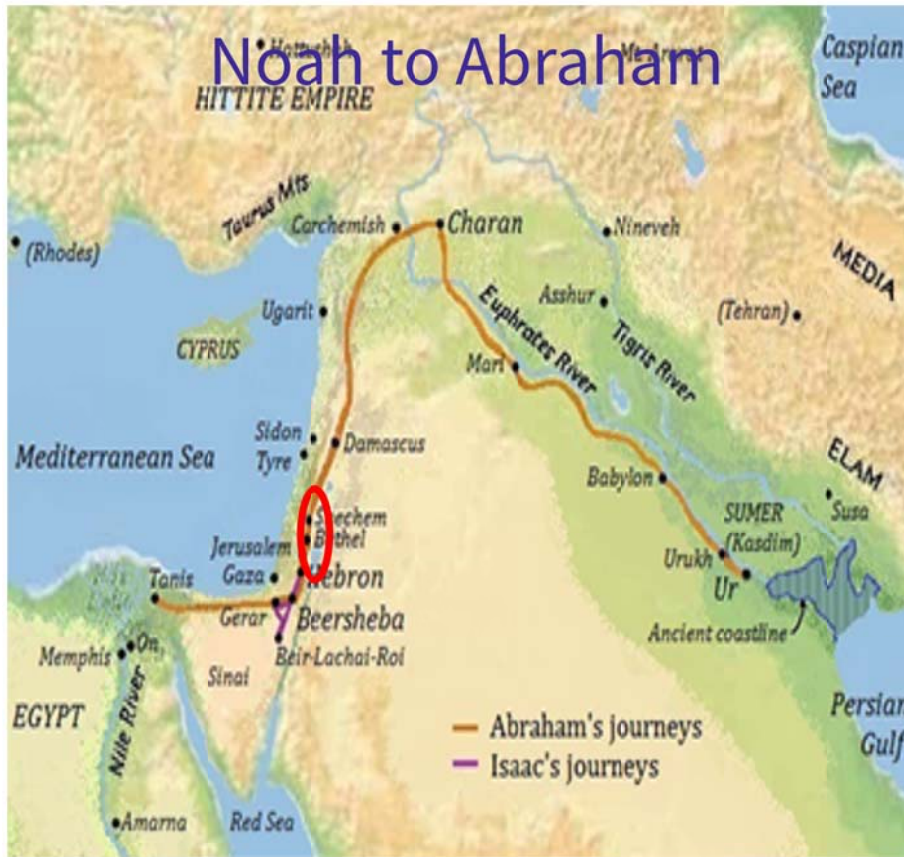 Noah to Abraham
Caspian
Sea
HITTITE EMPIRE
Taurus Mts
Carchemish
Charan
Nineveh
(Rhodes)
MEDIA
Ugarit
Asshur
Euphrates River
Tigris River
(Tehran)
CYPRUS
Mari
Sidon
Tyre
Damascus
Mediterranean Sea
ELAM
Babylon
Susa
Shechem
Bethel
SUMER
(Kasdim)
Jerusalem
Gaza
Hebron
Urukh
Ur
Tanis
Gerar
Beersheba
Ancient coastline
On
Memphis
Beir-Lachai-Roi
Sinai
EGYPT
Nile River
Persian
Gulf
Abraham's journeys
Isaac's journeys
Amarna
Red Sea